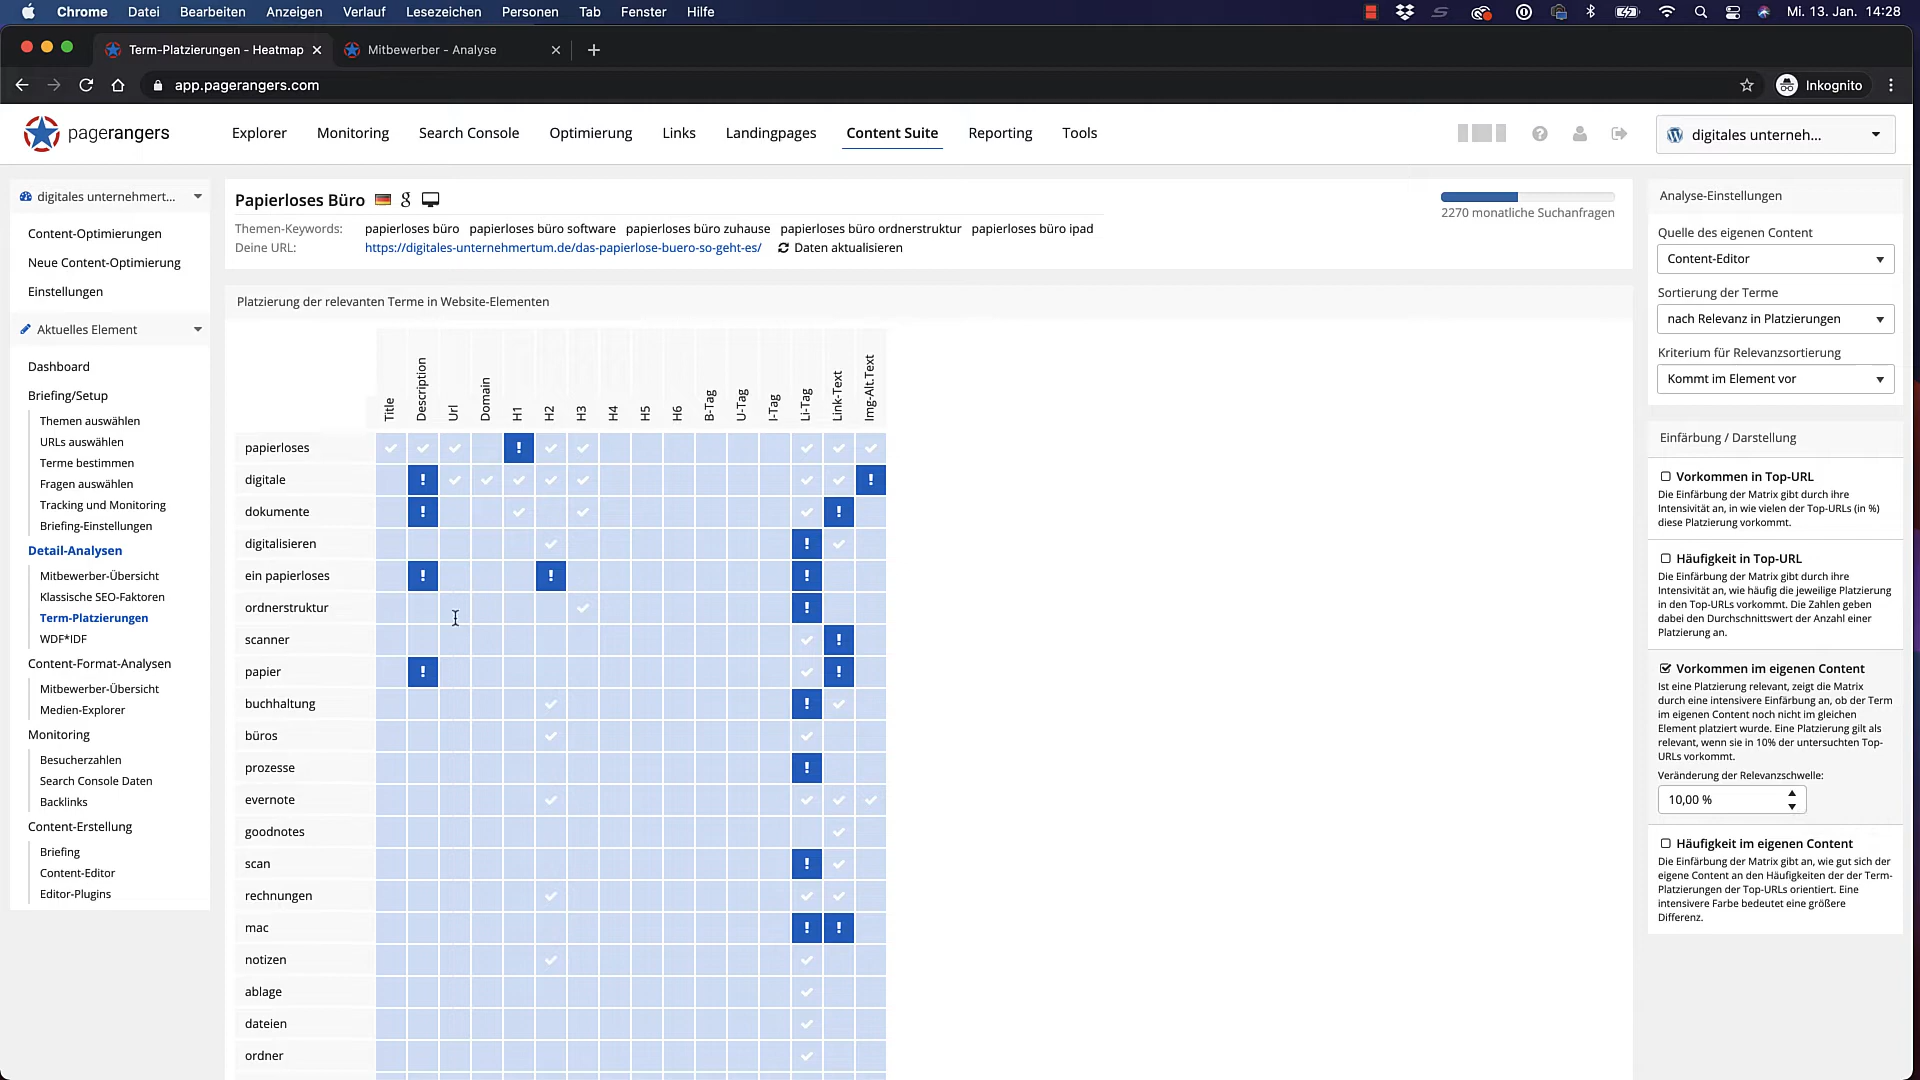 Chrome Datei Bearbeiten Anzeigen Verlauf Lesezeichen Personen Tab Fenster Hilfe Mi. 13. Jan. 14:28
Term-Platzierungen - Heatmap Mitbewerber - Analyse
app.pagerangers.com Inkognito
pagerangers Explorer Monitoring Search Console Optimierung Links Landingpages Content Suite Reporting Tools digitales unterneh...
digitales unternehmert...
Content-Optimierungen
Neue Content-Optimierung
Einstellungen
Aktuelles Element
Dashboard
Briefing/Setup
Themen auswählen
URLs auswählen
Terme bestimmen
Fragen auswählen
Tracking und Monitoring
Briefing-Einstellungen
Detail-Analysen
Mitbewerber-Übersicht
Klassische SEO-Faktoren
Term-Platzierungen
WDF*IDF
Content-Format-Analysen
Mitbewerber-Übersicht
Medien-Explorer
Monitoring
Besucherzahlen
Search Console Daten
Backlinks
Content-Erstellung
Briefing
Content-Editor
Editor-Plugins
Papierloses Büro
2270 monatliche Suchanfragen
Themen-Keywords: papierloses büro papierloses büro software papierloses büro zuhause papierloses büro ordnerstruktur papierloses büro ipad
Deine URL: https://digitales-unternehmertum.de/das-papierlose-buero-so-geht-es/ Daten aktualisieren
Platzierung der relevanten Terme in Website-Elementen
Title Description Url Domain H1 H2 H3 H4 H5 H6 B-Tag U-Tag I-Tag Li-Tag Link-Text Img-Alt.Text
papierloses !
digitale ! !
dokumente ! !
digitalisieren !
ein papierloses ! ! !
ordnerstruktur !
scanner !
papier ! !
buchhaltung !
büros
prozesse !
evernote
goodnotes
scan !
rechnungen
mac ! !
notizen
ablage
dateien
ordner
Analyse-Einstellungen
Quelle des eigenen Content
Content-Editor
Sortierung der Terme
nach Relevanz in Platzierungen
Kriterium für Relevanzsortierung
Kommt im Element vor
Einfärbung / Darstellung
Vorkommen in Top-URL
Die Einfärbung der Matrix gibt durch ihre
Intensivität an, in wie vielen der Top-URLs (in %)
diese Platzierung vorkommt.
Häufigkeit in Top-URL
Die Einfärbung der Matrix gibt durch ihre
Intensivität an, wie häufig die jeweilige Platzierung
in den Top-URLs vorkommt. Die Zahlen geben
dabei den Durchschnittswert der Anzahl einer
Platzierung an.
Vorkommen im eigenen Content
Ist eine Platzierung relevant, zeigt die Matrix
durch eine intensivere Einfärbung an, ob der Term
im eigenen Content noch nicht im gleichen
Element platziert wurde. Eine Platzierung gilt als
relevant, wenn sie in 10% der untersuchten Top-
URLs vorkommt.
Veränderung der Relevanzschwelle:
10,00 %
Häufigkeit im eigenen Content
Die Einfärbung der Matrix gibt an, wie gut sich der
eigene Content an den Häufigkeiten der der Term-
Platzierungen der Top-URLs orientiert. Eine
intensivere Farbe bedeutet eine größere
Differenz.